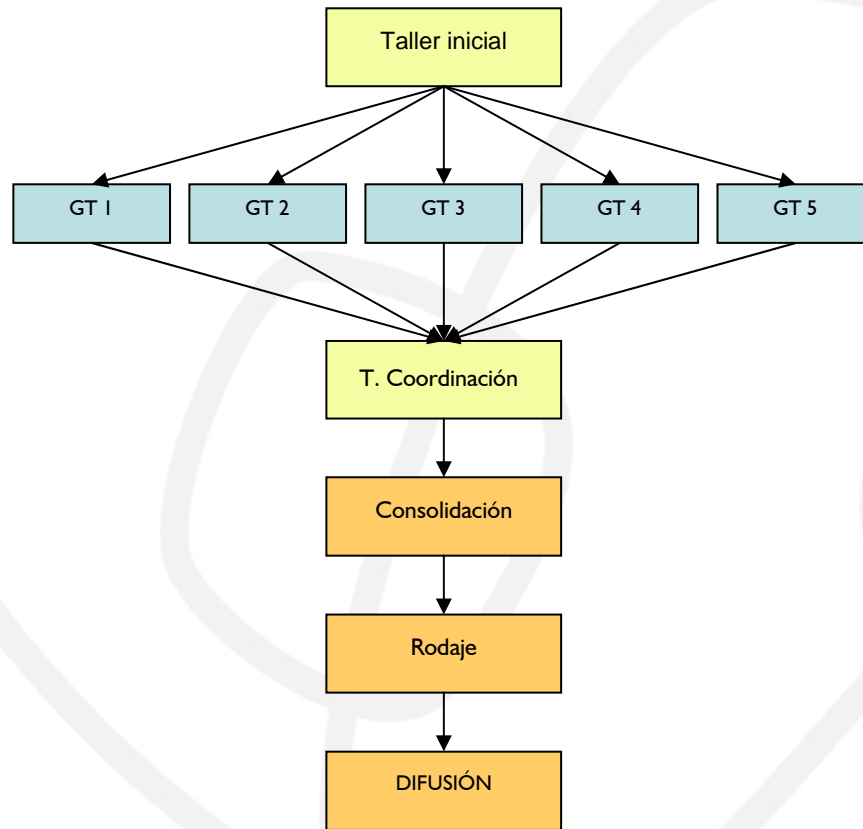 Taller inicial
GT 1
GT 2
GT 3
GT 4
GT 5
T. Coordinación
Consolidación
Rodaje
DIFUSIÓN